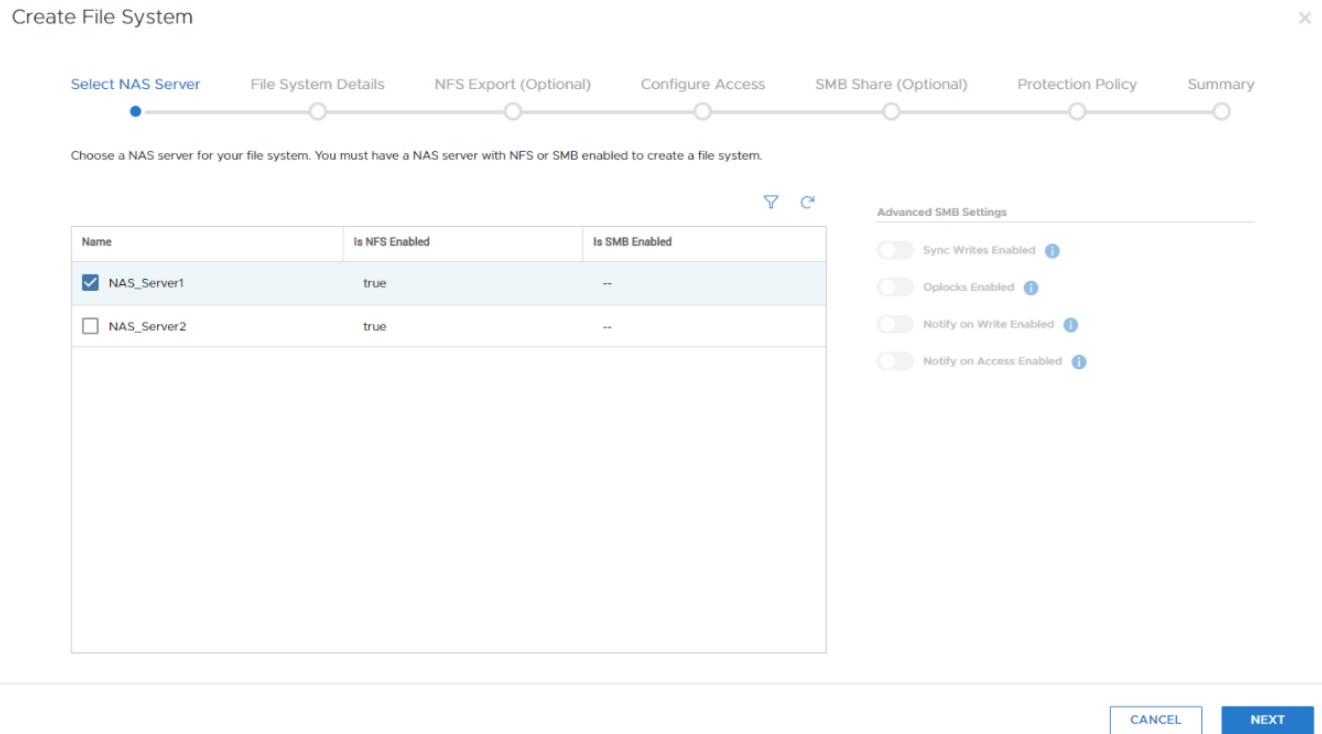 Create File System
Select NAS Server File System Details NFS Export (Optional) Configure Access SMB Share (Optional) Protection Policy Summary
Choose a NAS server for your file system. You must have a NAS server with NFS or SMB enabled to create a file system.
Advanced SMB Settings
Name Is NFS Enabled Is SMB Enabled
Sync Writes Enabled
NAS_Server1 true --
Oplocks Enabled
NAS_Server2 true --
Notify on Write Enabled
Notify on Access Enabled
CANCEL NEXT